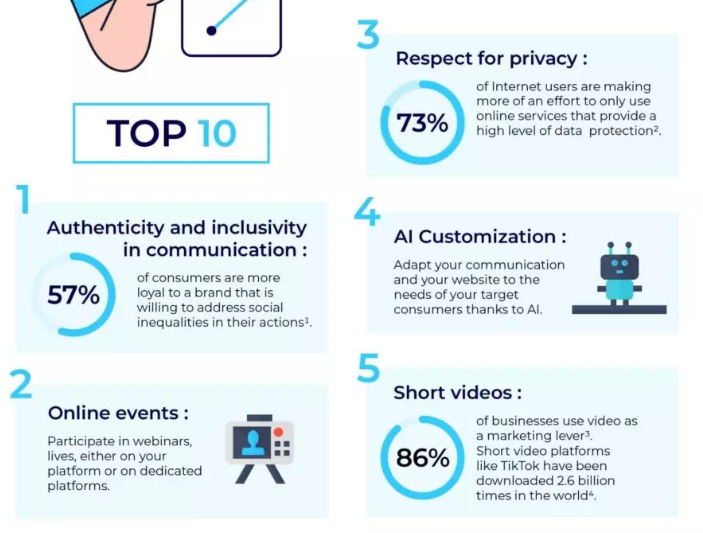 TOP 10
1
Authenticity and inclusivity
in communication :
57%
of consumers are more
loyal to a brand that is
willing to address social
inequalities in their actions¹.
2
Online events :
Participate in webinars,
lives, either on your
platform or on dedicated
platforms.
3
Respect for privacy :
73%
of Internet users are making
more of an effort to only use
online services that provide a
high level of data protection².
4
AI Customization :
Adapt your communication
and your website to the
needs of your target
consumers thanks to AI.
5
Short videos :
86%
of businesses use video as
a marketing lever³.
Short video platforms
like TikTok have been
downloaded 2.6 billion
times in the world⁴.